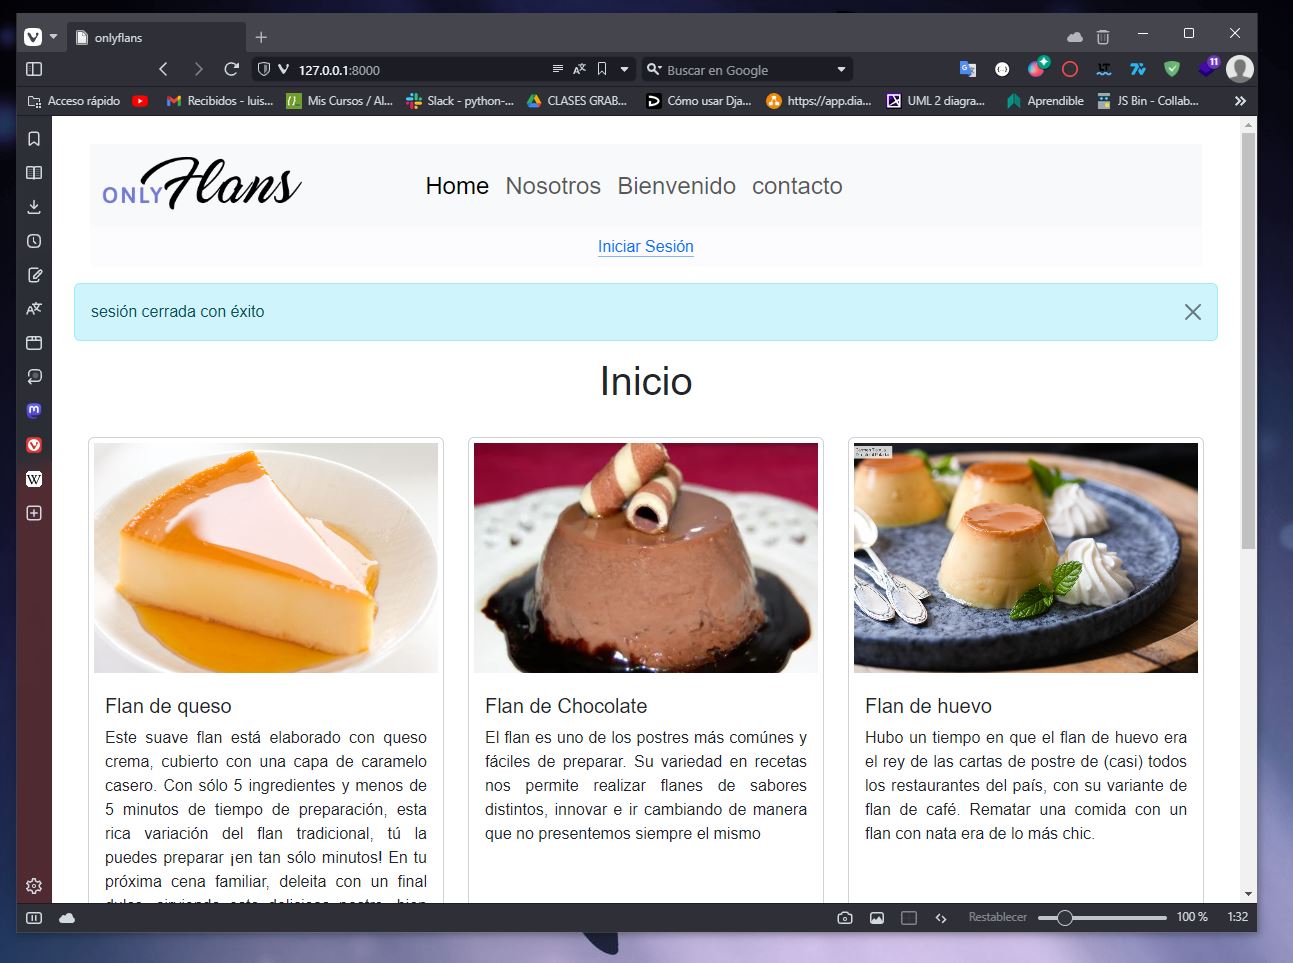 onlyflans
127.0.0.1:8000
Buscar en Google
11
Acceso rápido
Recibidos - luis...
Mis Cursos / Al...
Slack - python-...
CLASES GRAB...
Cómo usar Dja...
https://app.dia...
UML 2 diagra...
Aprendible
JS Bin - Collab...
ONLY Flans
Home Nosotros Bienvenido contacto
Iniciar Sesión
sesión cerrada con éxito
Inicio
Flan de queso
Este suave flan está elaborado con queso
crema, cubierto con una capa de caramelo
casero. Con sólo 5 ingredientes y menos de
5 minutos de tiempo de preparación, esta
rica variación del flan tradicional, tú la
puedes preparar ¡en tan sólo minutos! En tu
próxima cena familiar, deleita con un final
Flan de Chocolate
El flan es uno de los postres más comúnes y
fáciles de preparar. Su variedad en recetas
nos permite realizar flanes de sabores
distintos, innovar e ir cambiando de manera
que no presentemos siempre el mismo
Flan de huevo
Hubo un tiempo en que el flan de huevo era
el rey de las cartas de postre de (casi) todos
los restaurantes del país, con su variante de
flan de café. Rematar una comida con un
flan con nata era de lo más chic.
Restablecer
100 %
1:32